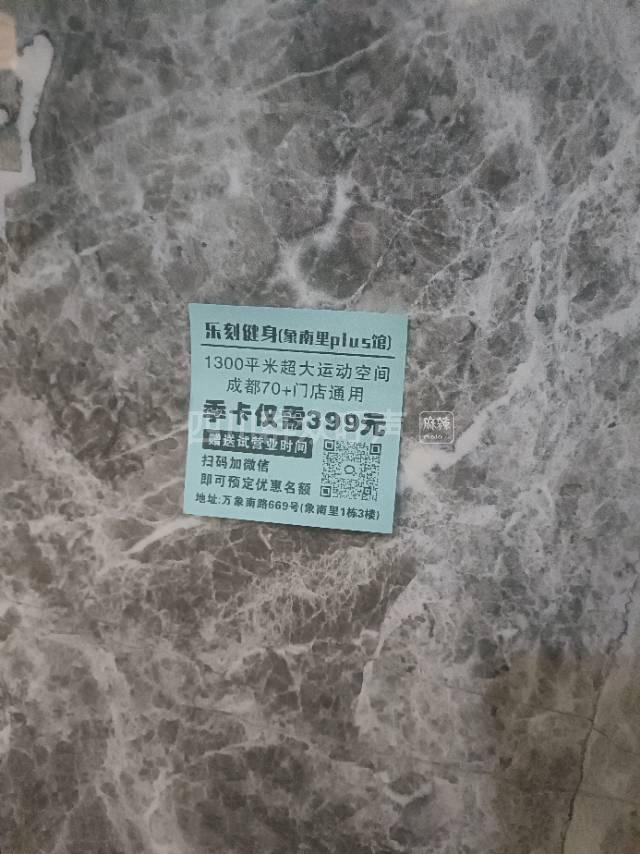 乐刻健身(象南里plus馆)
1300平米超大运动空间
成都70+门店通用
季卡仅需399元
赠送试营业时间
扫码加微信
即可预定优惠名额
地址:万象南路669号(象南里1栋3楼)
麻辣